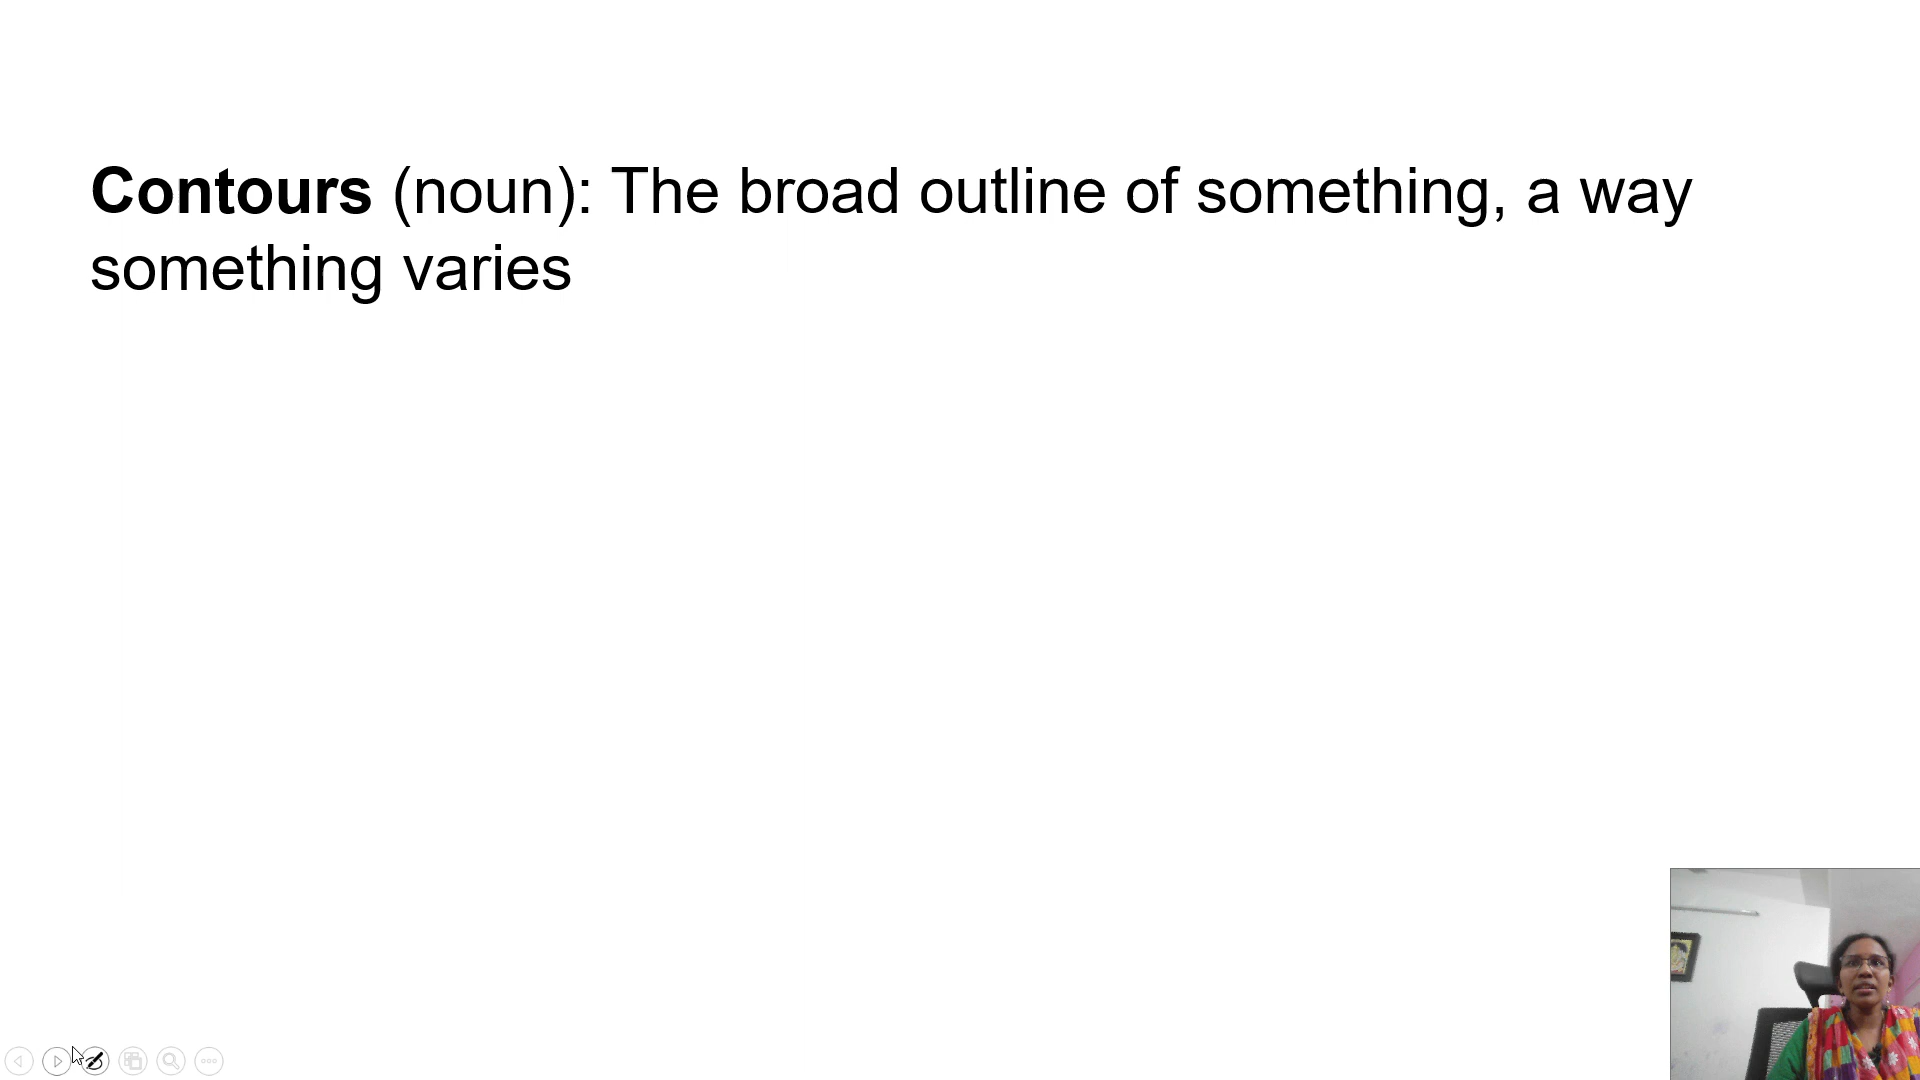 Contours (noun): The broad outline of something, a way
something varies